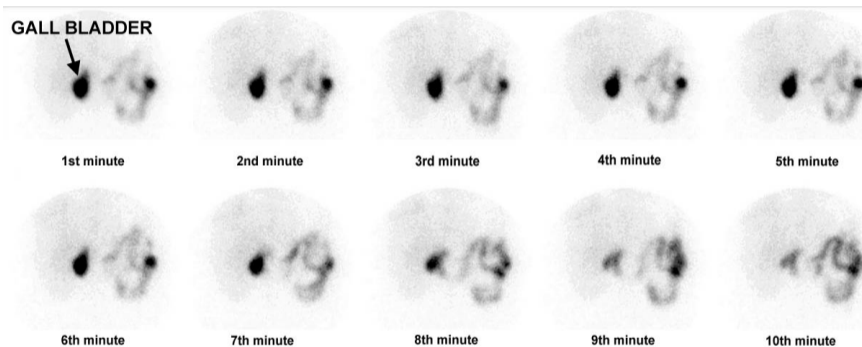 GALL BLADDER
1st minute
2nd minute
3rd minute
4th minute
5th minute
6th minute
7th minute
8th minute
9th minute
10th minute